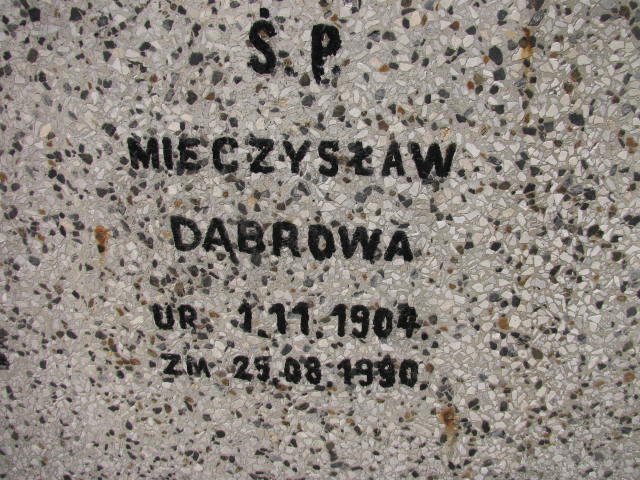 Ś.P
MIECZYSŁAW
DĄBROWA
UR. 1.11.1904.
ZM 25.08.1990.